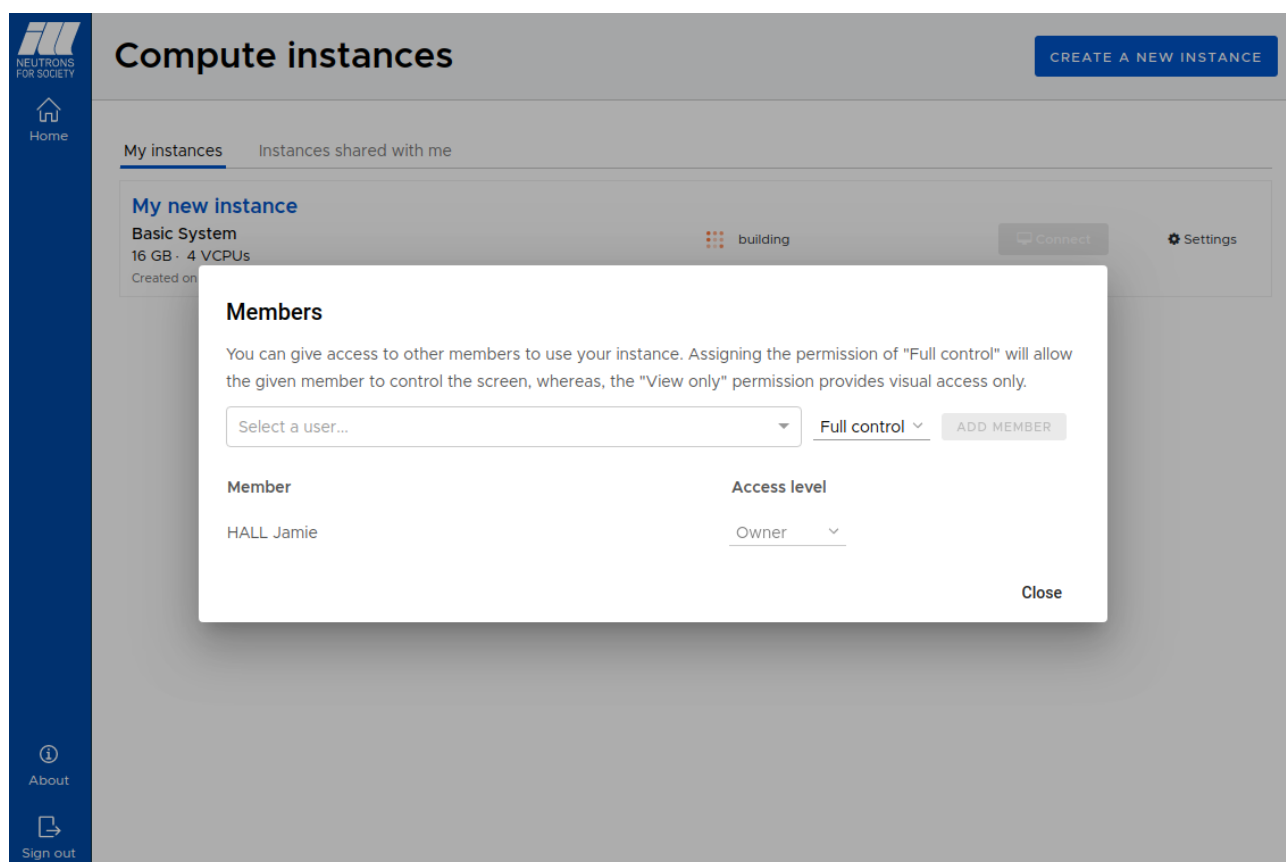 ill
NEUTRONS
FOR SOCIETY
Home
Compute instances
CREATE A NEW INSTANCE
My instances
Instances shared with me
My new instance
Basic System
16 GB · 4 VCPUs
Created on
building
Connect
Settings
Members
You can give access to other members to use your instance. Assigning the permission of "Full control" will allow
the given member to control the screen, whereas, the "View only" permission provides visual access only.
Select a user...
Full control
ADD MEMBER
Member
Access level
HALL Jamie
Owner
Close
About
Sign out